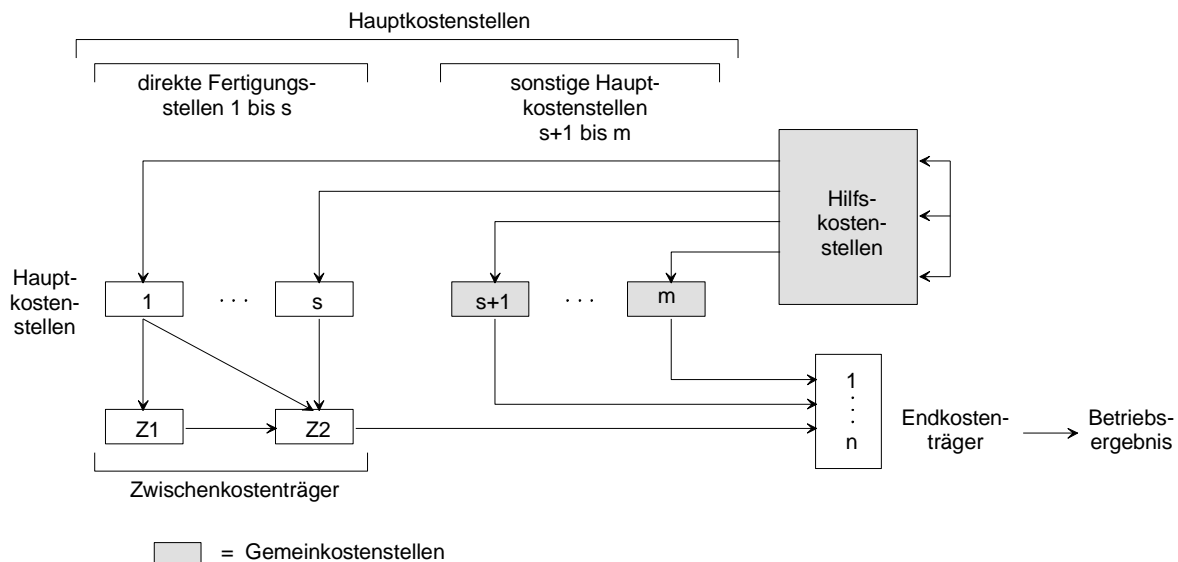 Hauptkostenstellen
direkte Fertigungs-
stellen 1 bis s
sonstige Haupt-
kostenstellen
s+1 bis m
Hilfs-
kosten-
stellen
Haupt-
kosten-
stellen
1
. . .
s
s+1
. . .
m
Z1
Z2
1
n
Endkosten-
träger
Betriebs-
ergebnis
Zwischenkostenträger
= Gemeinkostenstellen